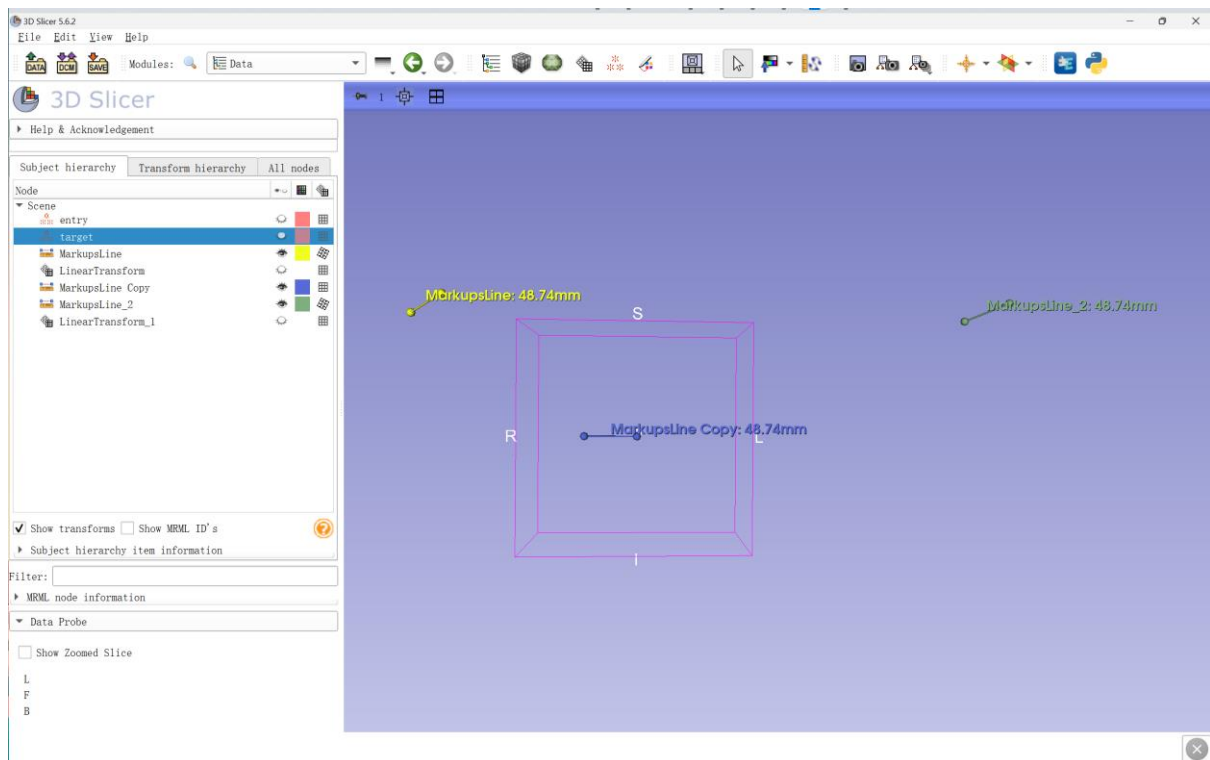 3D Slicer 5.6.2
File Edit View Help
DATA DCM SAVE Modules: Data
3D Slicer
1
Help & Acknowledgement
Subject hierarchy Transform hierarchy All nodes
Node
Scene
entry
target
MarkupsLine
LinearTransform
MarkupsLine Copy
MarkupsLine_2
LinearTransform_1
MarkupsLine: 48.74mm
MarkupsLine_2: 48.74mm
S
MarkupsLine Copy: 48.74mm
R
L
I
Show transforms Show MRML ID's
Subject hierarchy item information
Filter:
MRML node information
Data Probe
Show Zoomed Slice
L
F
B